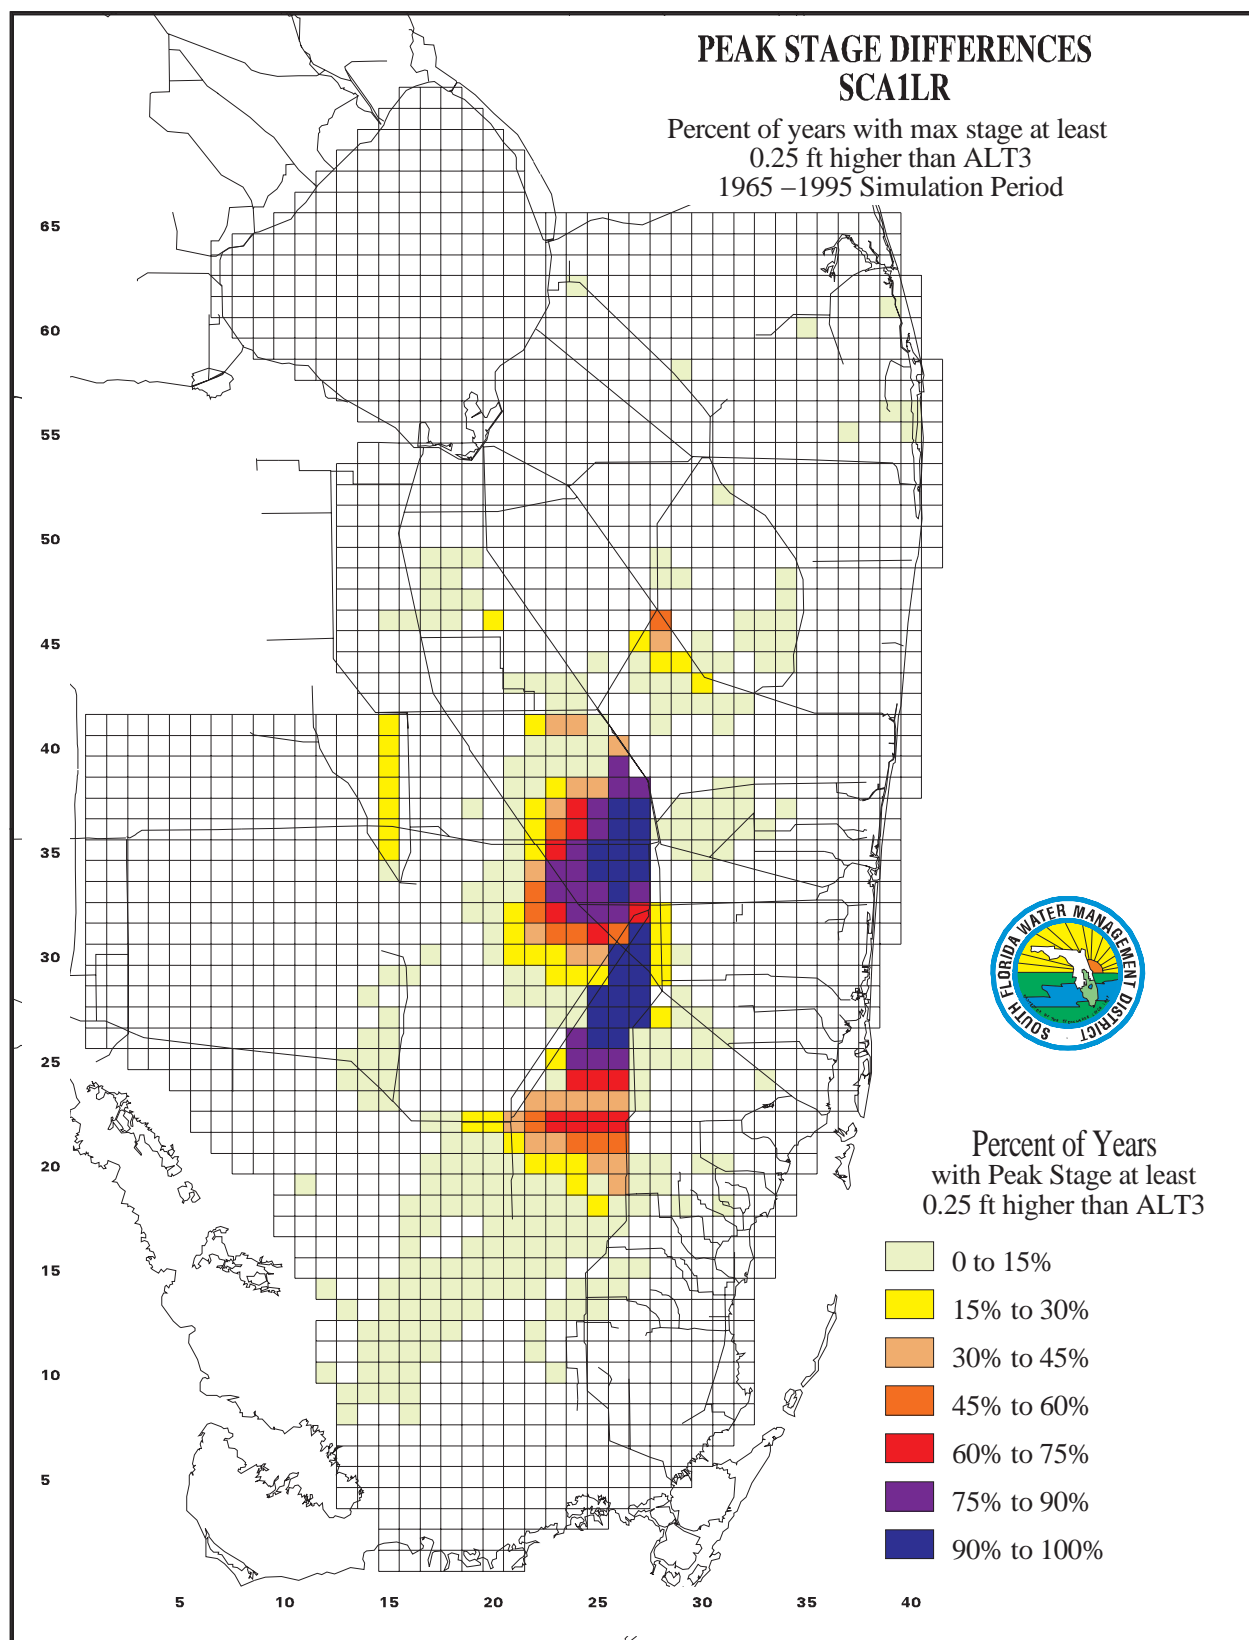 PEAK STAGE DIFFERENCES
SCA1LR
Percent of years with max stage at least
0.25 ft higher than ALT3
1965 –1995 Simulation Period
65
60
55
50
45
40
35
30
25
20
15
10
5
5 10 15 20 25 30 35 40
SOUTH FLORIDA WATER MANAGEMENT DISTRICT
Percent of Years
with Peak Stage at least
0.25 ft higher than ALT3
0 to 15%
15% to 30%
30% to 45%
45% to 60%
60% to 75%
75% to 90%
90% to 100%
“